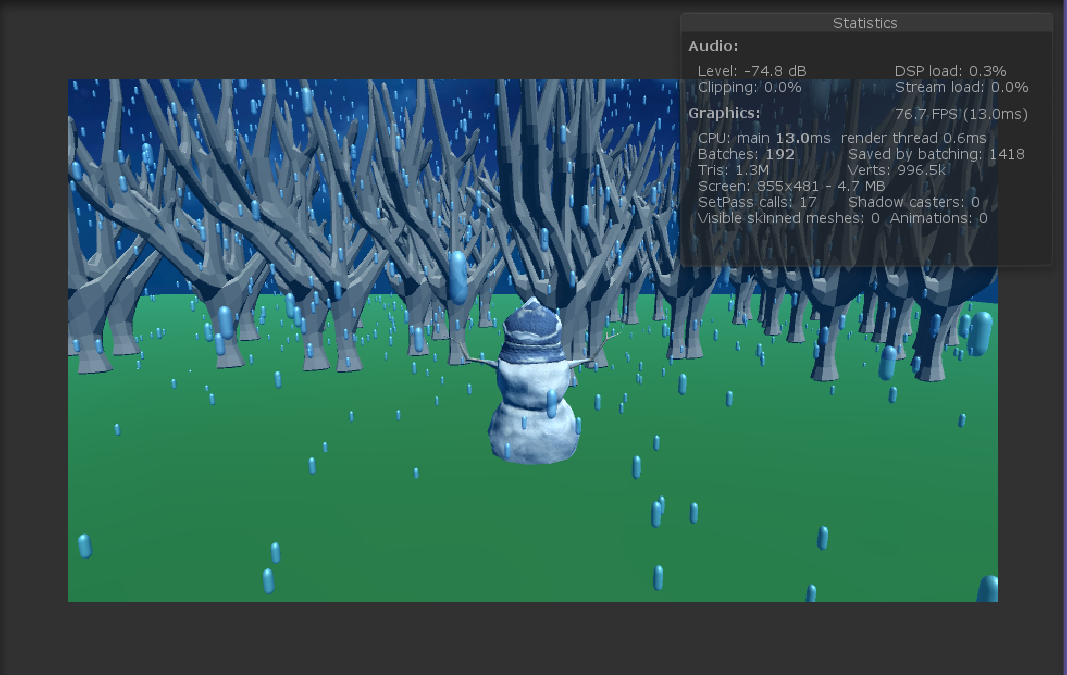 Statistics
Audio:
Level: -74.8 dB DSP load: 0.3%
Clipping: 0.0% Stream load: 0.0%
Graphics: 76.7 FPS (13.0ms)
CPU: main 13.0ms render thread 0.6ms
Batches: 192 Saved by batching: 1418
Tris: 1.3M Verts: 996.5k
Screen: 855x481 - 4.7 MB
SetPass calls: 17 Shadow casters: 0
Visible skinned meshes: 0 Animations: 0